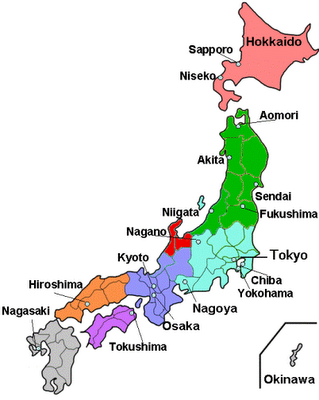 Hokkaido
Sapporo
Niseko
Aomori
Akita
Sendai
Niigata
Fukushima
Nagano
Tokyo
Kyoto
Chiba
Hiroshima
Yokohama
Nagoya
Nagasaki
Osaka
Tokushima
Okinawa